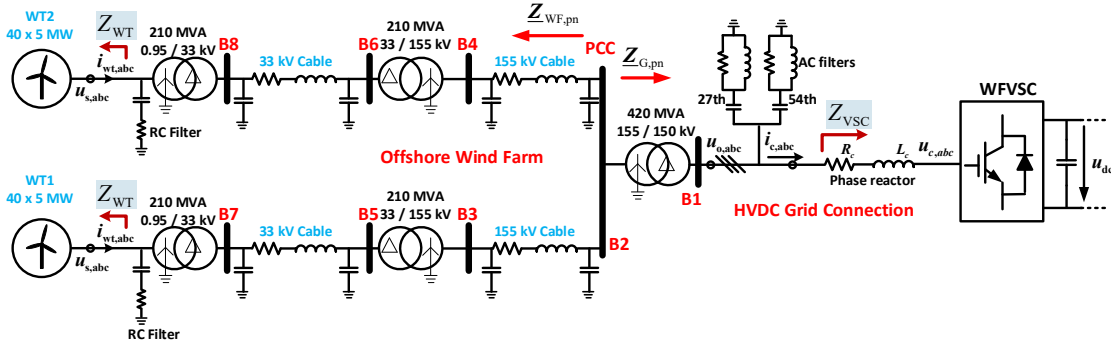 WT2
40 x 5 MW
Z_WT
i_wt,abc
u_s,abc
RC Filter
210 MVA
0.95 / 33 kV
B8
33 kV Cable
B6
210 MVA
33 / 155 kV
B4
155 kV Cable
Z_WF,pn
PCC
Z_G,pn
27th
54th
AC filters
WFVSC
420 MVA
155 / 150 kV
u_o,abc
i_c,abc
Z_VSC
R_c
L_c
u_c,abc
Phase reactor
u_dc
B1
HVDC Grid Connection
Offshore Wind Farm
WT1
40 x 5 MW
Z_WT
i_wt,abc
u_s,abc
RC Filter
210 MVA
0.95 / 33 kV
B7
33 kV Cable
B5
210 MVA
33 / 155 kV
B3
155 kV Cable
B2